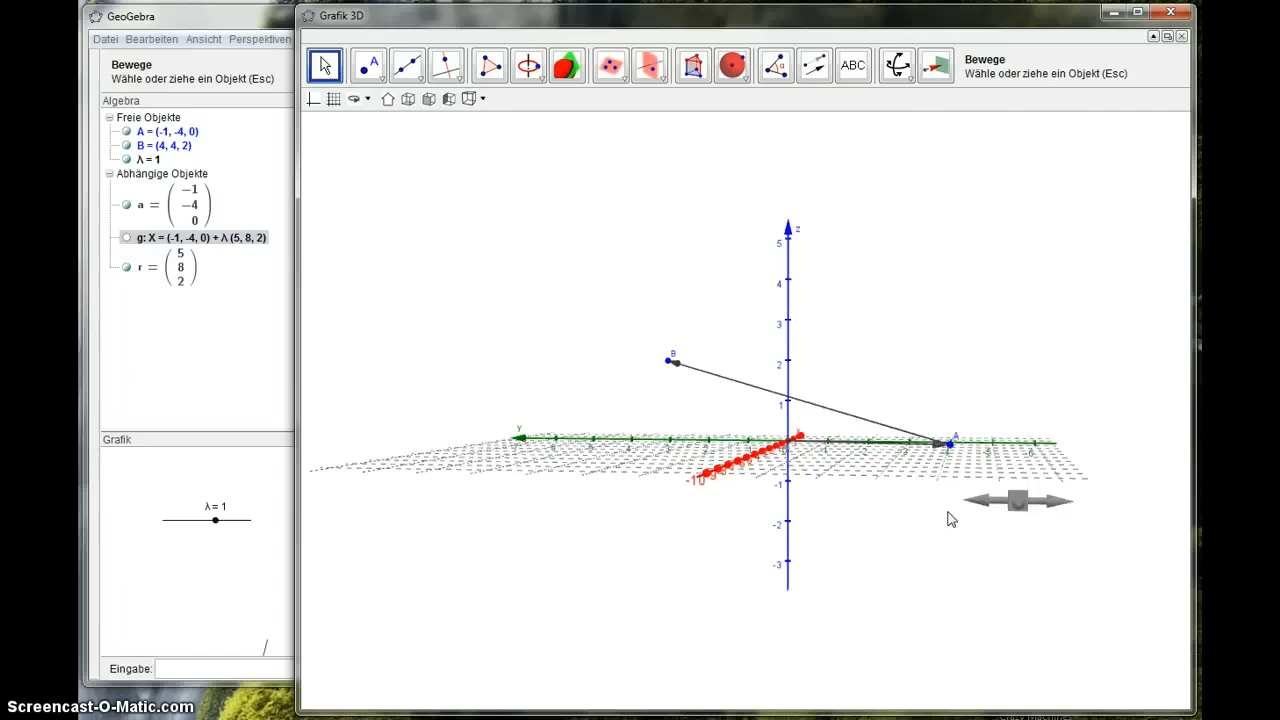 GeoGebra
Datei Bearbeiten Ansicht Perspektiven
Bewege
Wähle oder ziehe ein Objekt (Esc)
Algebra
Freie Objekte
A = (-1, -4, 0)
B = (4, 4, 2)
λ = 1
Abhängige Objekte
a = ( −1
−4
0 )
g: X = (-1, -4, 0) + λ (5, 8, 2)
r = ( 5
8
2 )
Grafik
λ = 1
Eingabe:
Grafik 3D
ABC
Bewege
Wähle oder ziehe ein Objekt (Esc)
z
5
4
3
2
1
B
y
A
-10
-1
-2
-3
Screencast-O-Matic.com